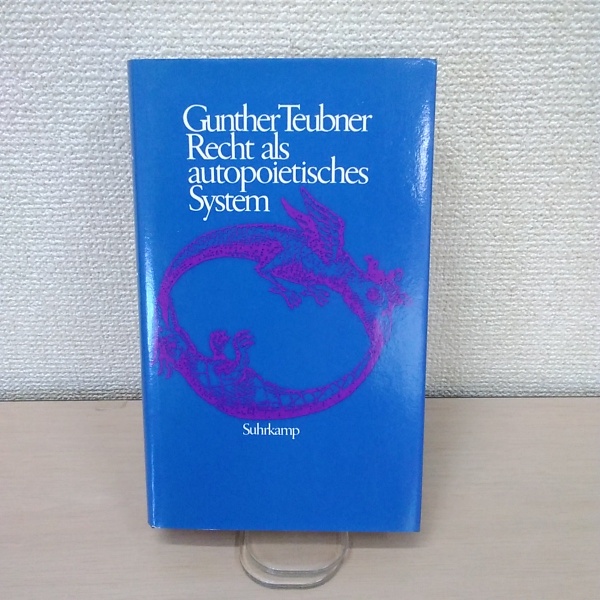 Gunther Teubner
Recht als
autopoietisches
System
Suhrkamp